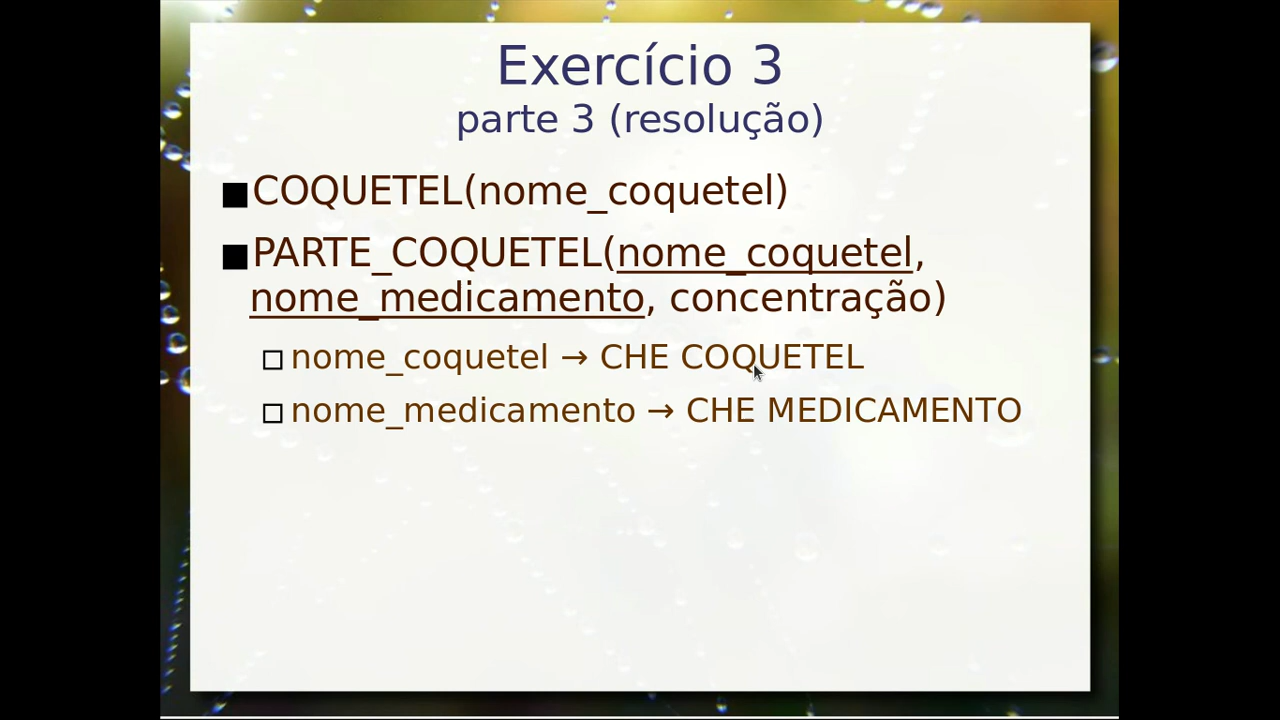 Exercício 3
parte 3 (resolução)
COQUETEL(nome_coquetel)
PARTE_COQUETEL(nome_coquetel,
nome_medicamento, concentração)
nome_coquetel → CHE COQUETEL
nome_medicamento → CHE MEDICAMENTO